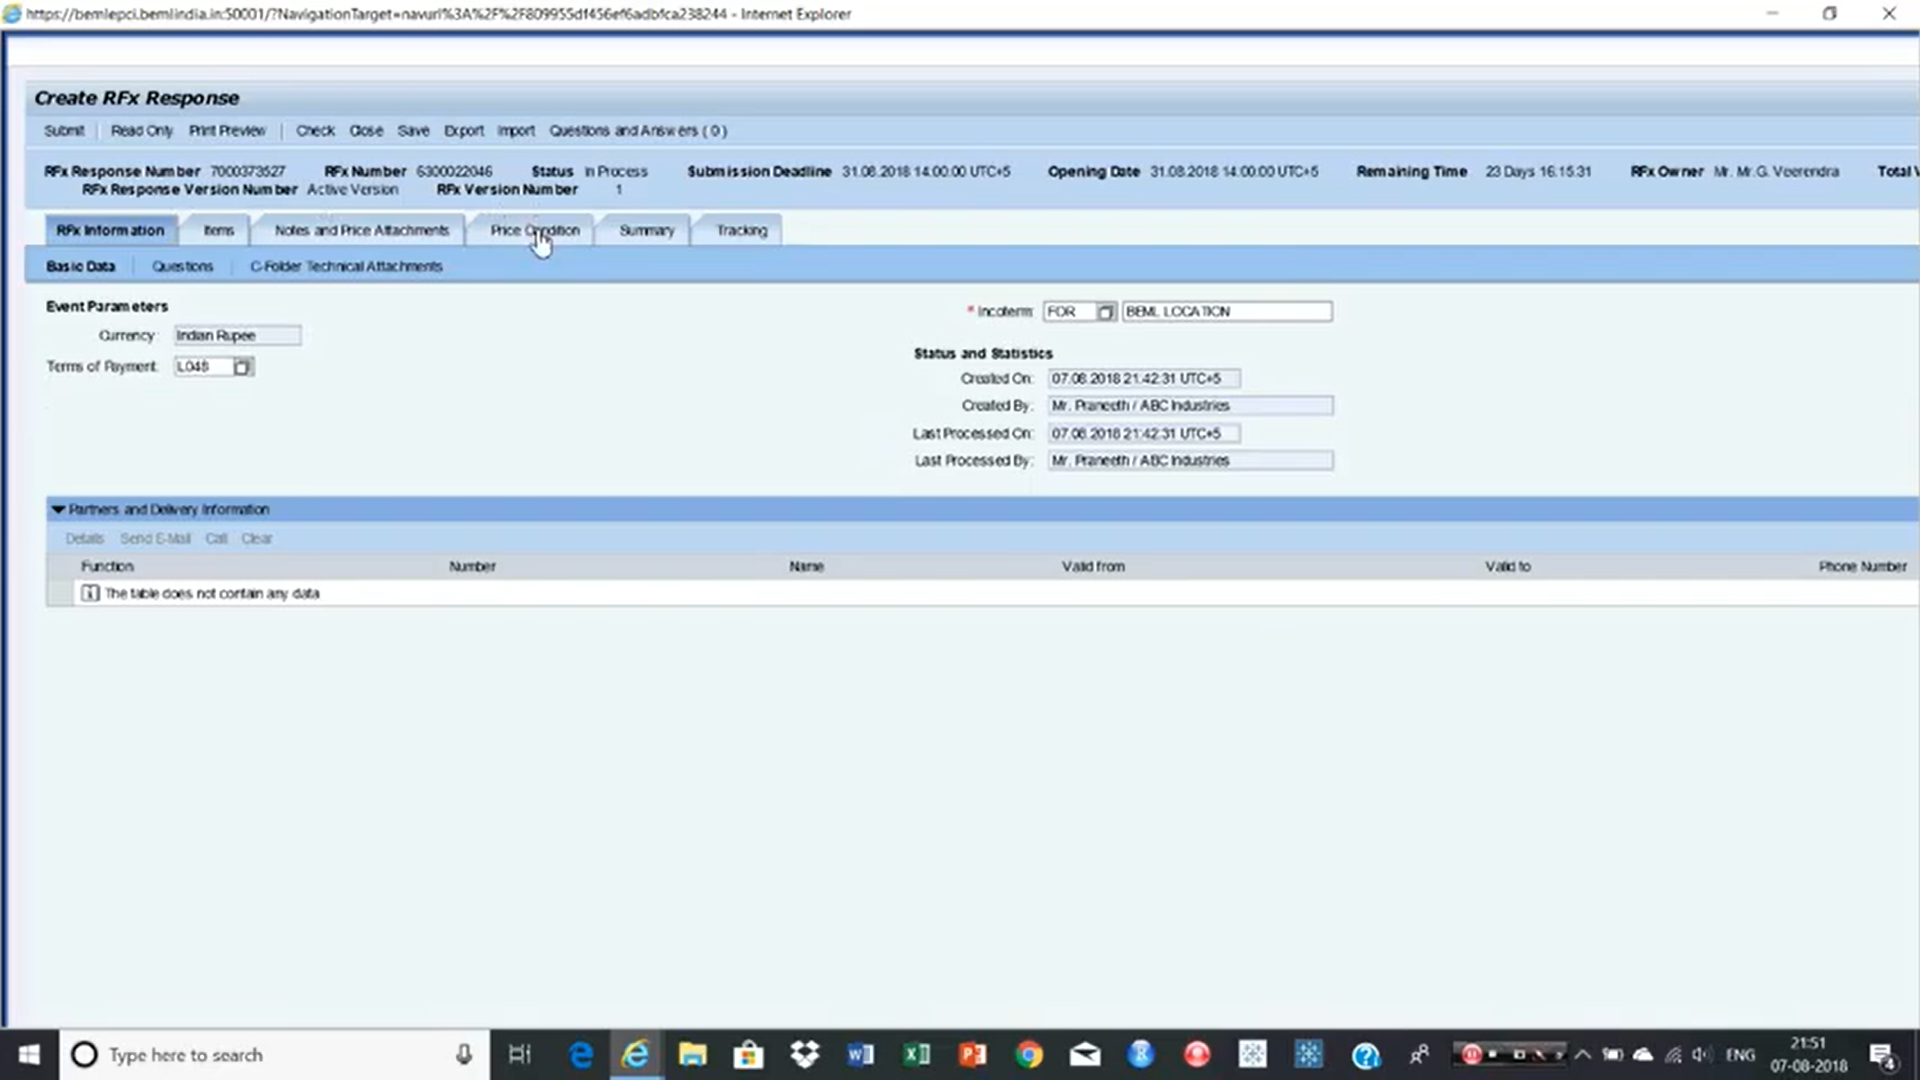 https://bemlepci.bemlindia.in:50001/?NavigationTarget=navurl%3A%2F%2F809955df456ef6adbfca238244 - Internet Explorer
Create RFx Response
Submit Read Only Print Preview Check Close Save Export Import Questions and Answers ( 0 )
RFx Response Number 7000373527 RFx Number 6300022046 Status In Process Submission Deadline 31.08.2018 14:00:00 UTC+5 Opening Date 31.08.2018 14:00:00 UTC+5 Remaining Time 23 Days 16:15:31 RFx Owner Mr. Mr.G. Veerendra Total
RFx Response Version Number Active Version RFx Version Number 1
RFx Information Items Notes and Price Attachments Price Condition Summary Tracking
Basic Data Questions C-Folder Technical Attachments
Event Parameters
* Incoterm: FOR BEML LOCATION
Currency: Indian Rupee
Status and Statistics
Terms of Payment: L048
Created On: 07.08.2018 21:42:31 UTC+5
Created By: Mr. Praneeth / ABC Industries
Last Processed On: 07.08.2018 21:42:31 UTC+5
Last Processed By: Mr. Praneeth / ABC Industries
Partners and Delivery Information
Details Send E-Mail Call Clear
Function Number Name Valid from Valid to Phone Number
The table does not contain any data
Type here to search
ENG
21:51
07-08-2018
4